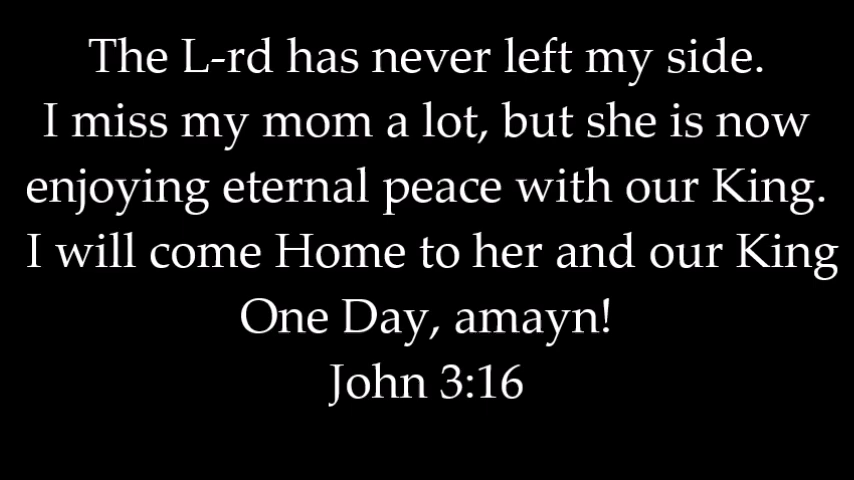 The L-rd has never left my side.
I miss my mom a lot, but she is now
enjoying eternal peace with our King.
I will come Home to her and our King
One Day, amayn!
John 3:16